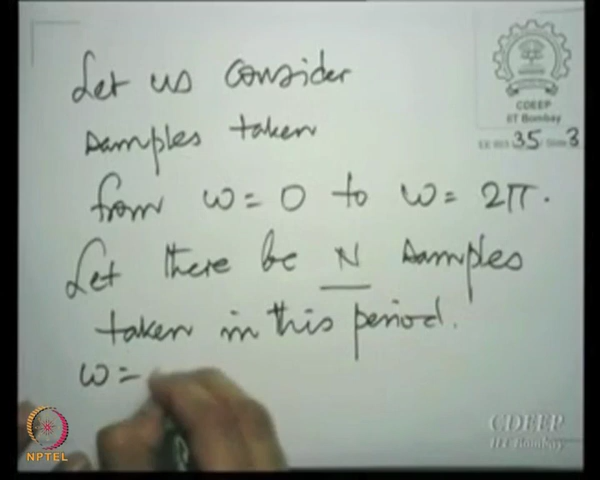 Let us consider
samples taken
from ω = 0 to ω = 2π.
Let there be N samples
taken in this period.
ω =
CDEEP
IIT Bombay
35 / Slide 3
NPTEL
CDEEP
IIT Bombay